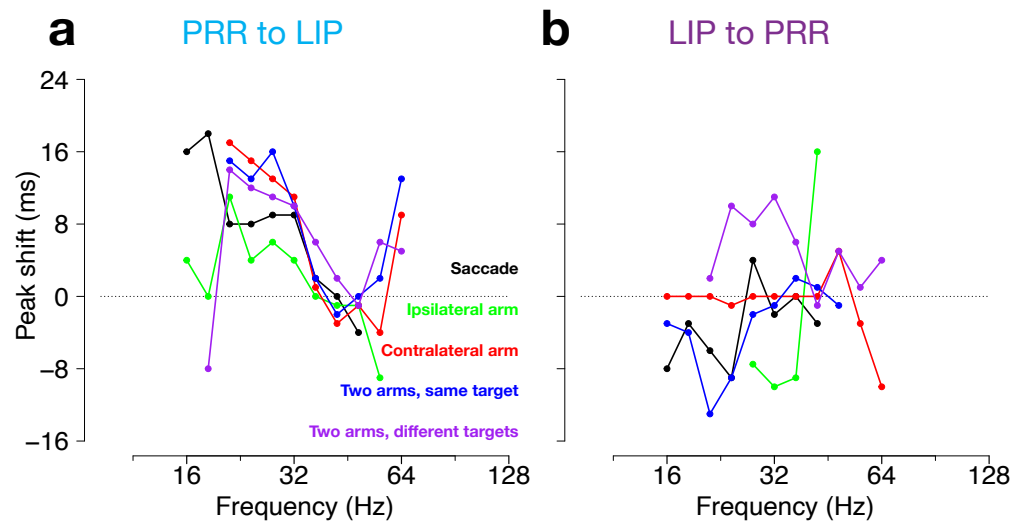 a
PRR to LIP
b
LIP to PRR
24
16
8
0
−8
−16
Peak shift (ms)
Saccade
Ipsilateral arm
Contralateral arm
Two arms, same target
Two arms, different targets
16 32 64 128
Frequency (Hz)
16 32 64 128
Frequency (Hz)